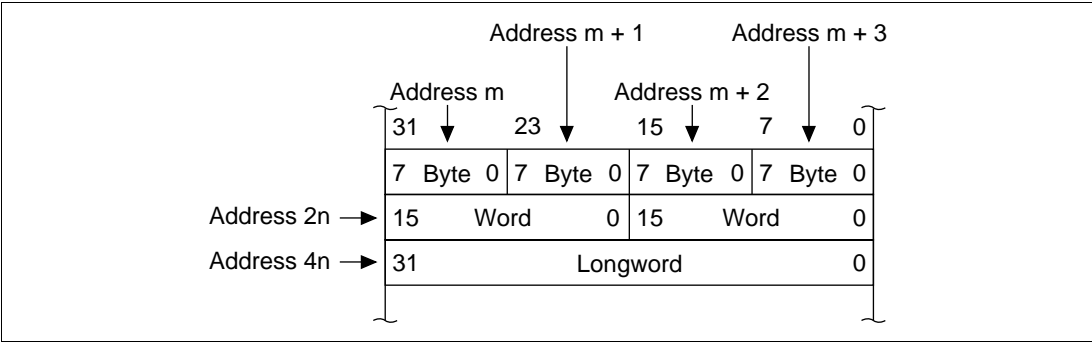 Address m + 1 Address m + 3
Address m Address m + 2
31 23 15 7 0
7 Byte 0 7 Byte 0 7 Byte 0 7 Byte 0
Address 2n 15 Word 0 15 Word 0
Address 4n 31 Longword 0